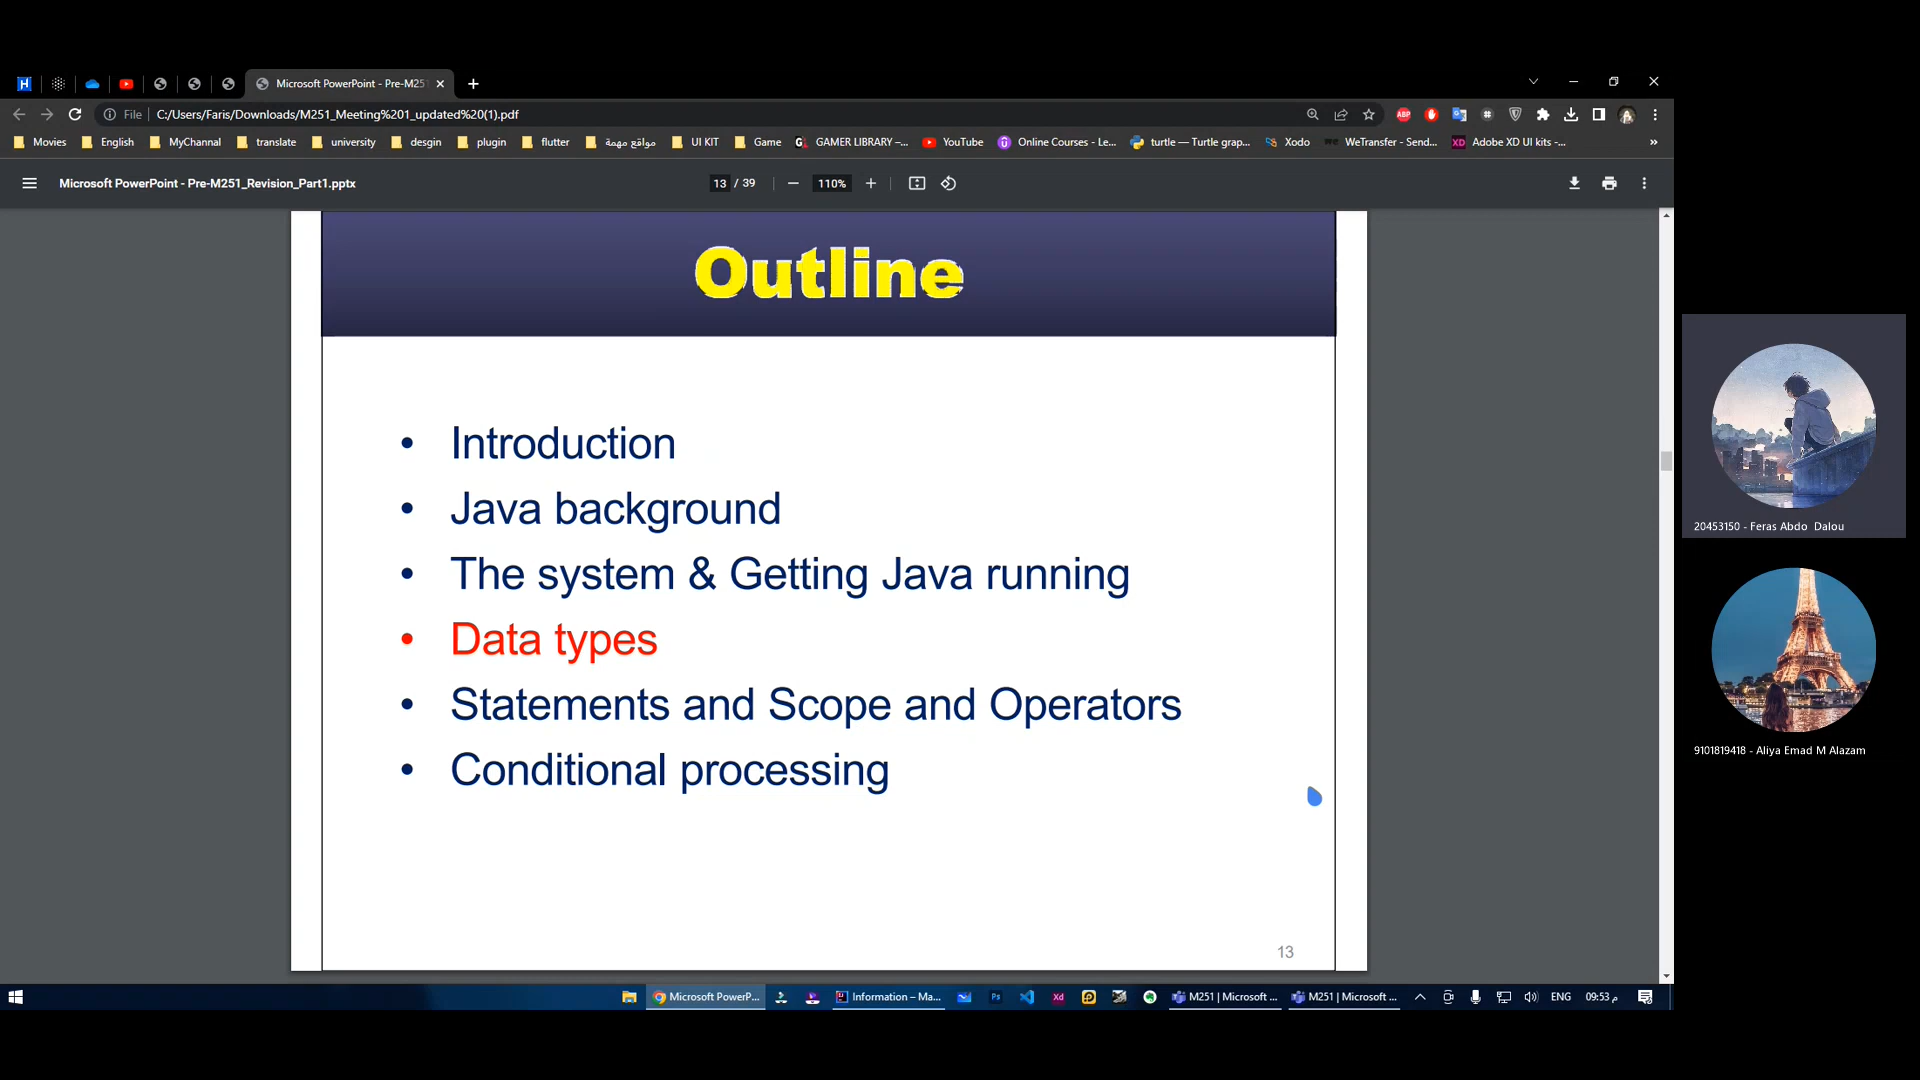 Microsoft PowerPoint - Pre-M251
File
C:/Users/Faris/Downloads/M251_Meeting%201_updated%20(1).pdf
Movies
English
MyChannal
translate
university
desgin
plugin
flutter
مواقع مهمة
UI KIT
Game
GAMER LIBRARY –...
YouTube
Online Courses - Le...
turtle — Turtle grap...
Xodo
WeTransfer - Send...
Adobe XD UI kits -...
»
Microsoft PowerPoint - Pre-M251_Revision_Part1.pptx
13 / 39
110%
Outline
• Introduction
• Java background
• The system & Getting Java running
• Data types
• Statements and Scope and Operators
• Conditional processing
13
20453150 - Feras Abdo Dalou
9101819418 - Aliya Emad M Alazam
Microsoft PowerP...
Information – Ma...
M251 | Microsoft ...
M251 | Microsoft ...
ENG
09:53 م